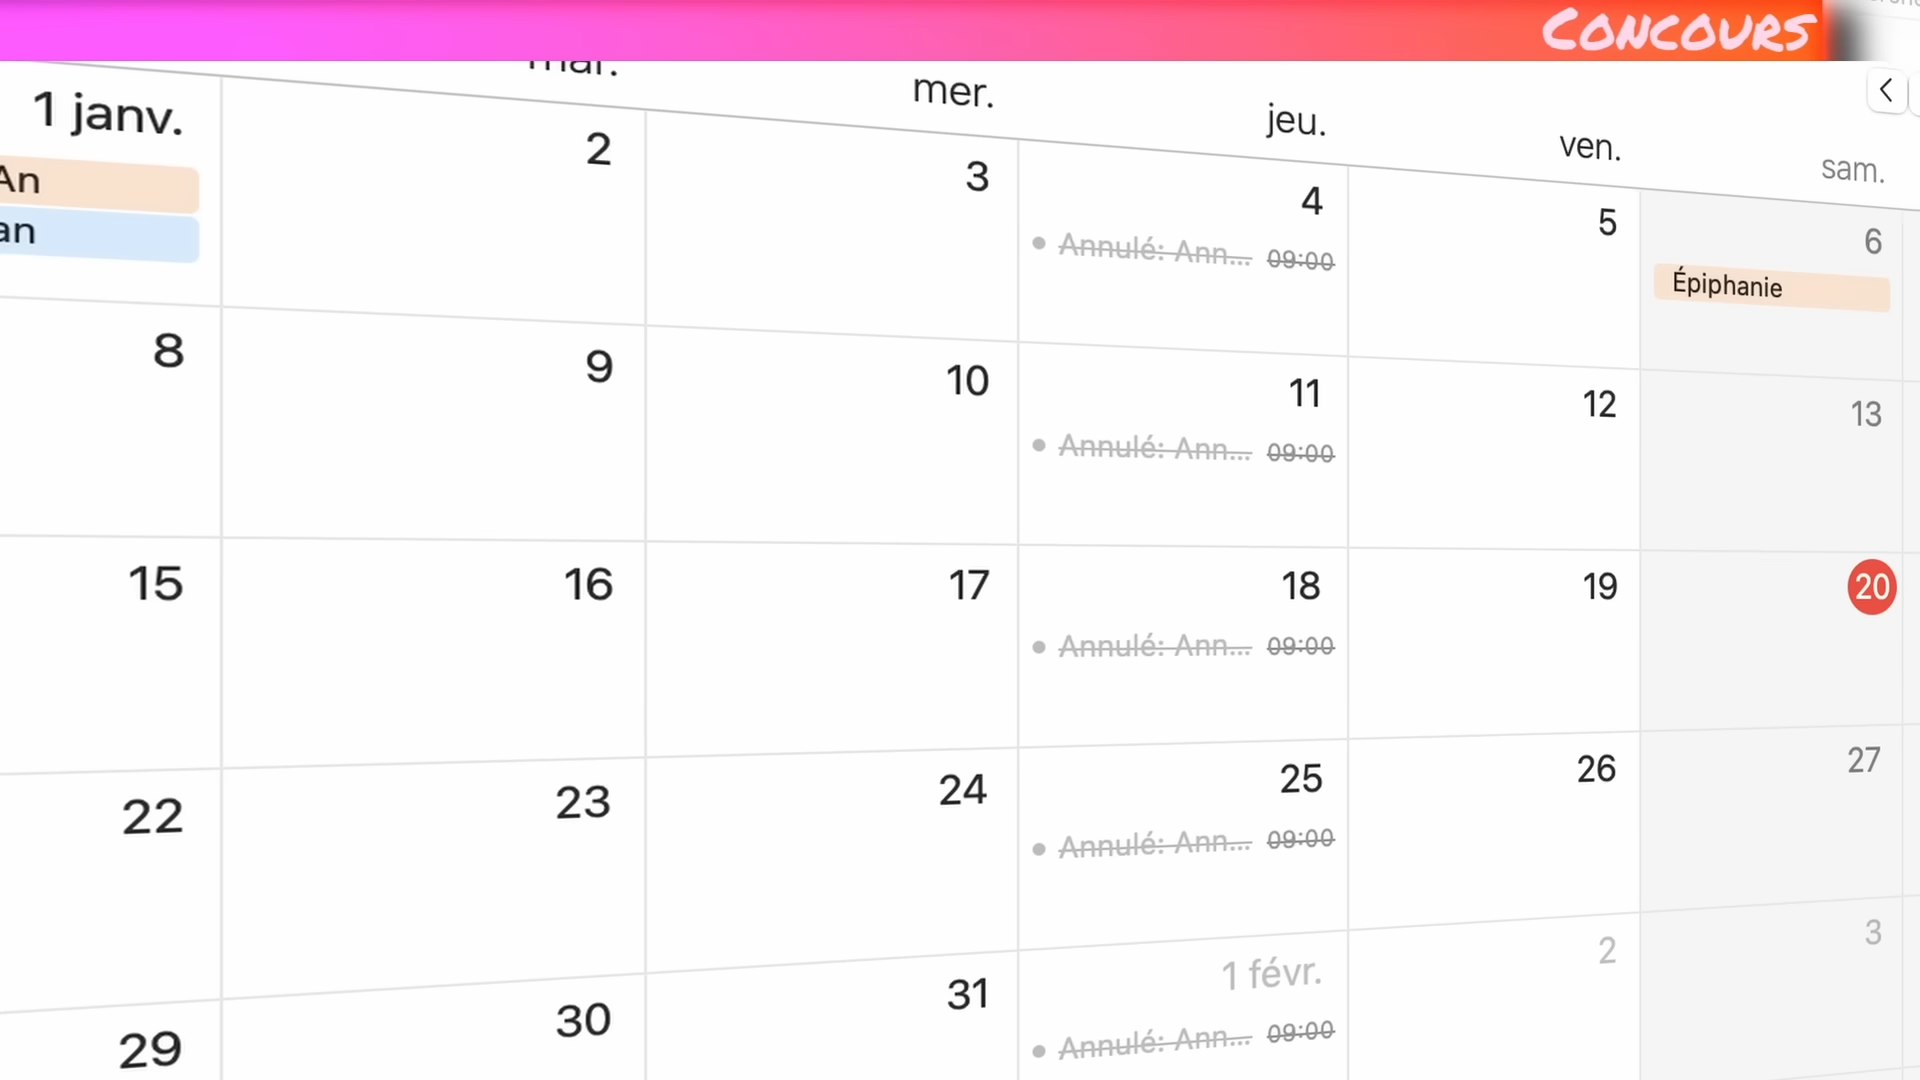 CONCOURS
mar.
mer.
jeu.
ven.
sam.
1 janv.
2
3
4
5
6
An
an
Annulé: Ann... 09:00
Épiphanie
8
9
10
11
12
13
Annulé: Ann... 09:00
15
16
17
18
19
20
Annulé: Ann... 09:00
22
23
24
25
26
27
Annulé: Ann... 09:00
29
30
31
1 févr.
2
3
Annulé: Ann... 09:00